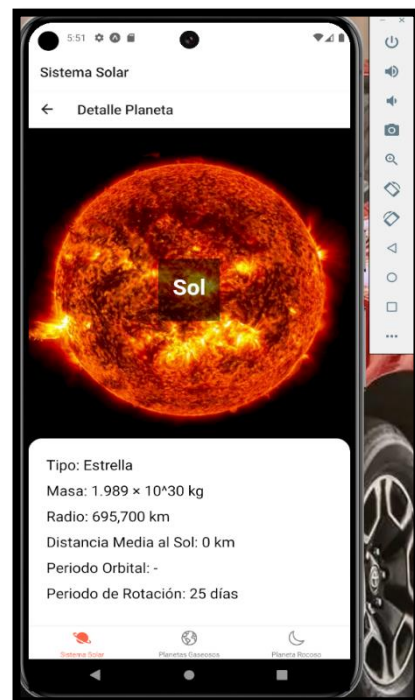 5:51
Sistema Solar
Detalle Planeta
Sol
Tipo: Estrella
Masa: 1.989 × 10^30 kg
Radio: 695,700 km
Distancia Media al Sol: 0 km
Periodo Orbital: -
Periodo de Rotación: 25 días
Sistema Solar
Planetas Gaseosos
Planeta Rocoso